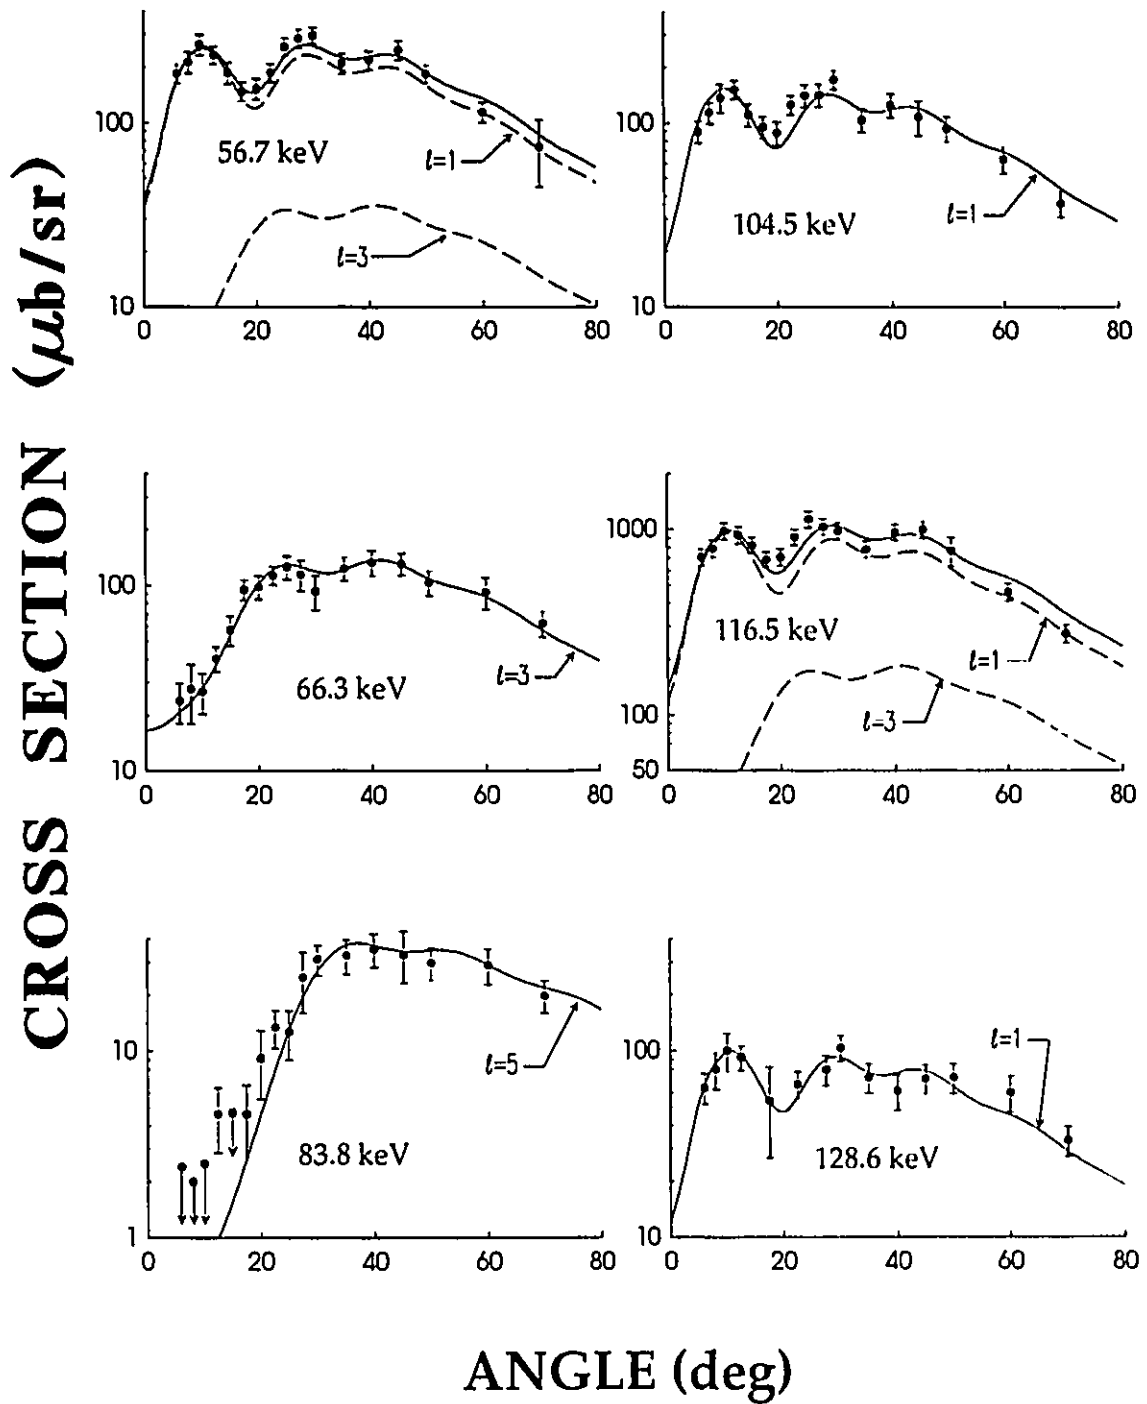 CROSS SECTION (μb/sr)
100
10
0 20 40 60 80
56.7 keV
ℓ=1
ℓ=3
100
10
0 20 40 60 80
104.5 keV
ℓ=1
100
10
0 20 40 60 80
66.3 keV
ℓ=3
1000
100
50
0 20 40 60 80
116.5 keV
ℓ=1
ℓ=3
10
1
0 20 40 60 80
83.8 keV
ℓ=5
100
10
0 20 40 60 80
128.6 keV
ℓ=1
ANGLE (deg)